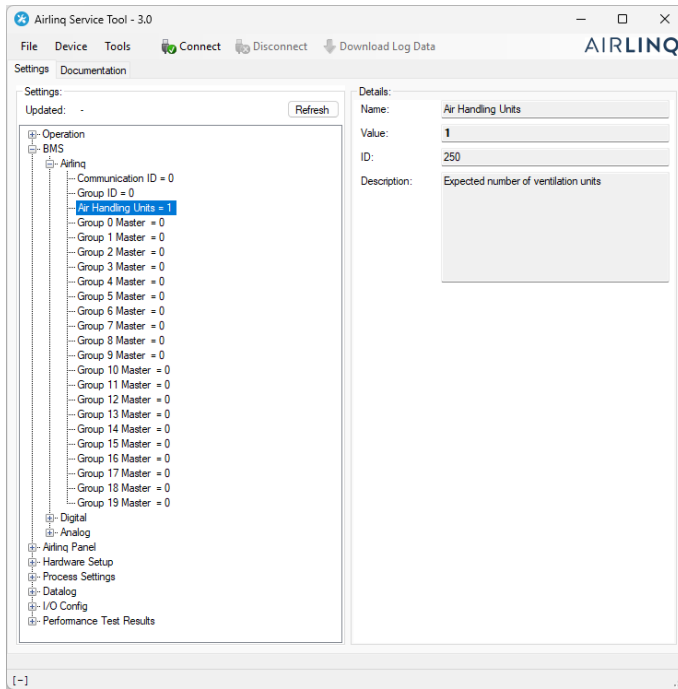 Airlinq Service Tool - 3.0
File Device Tools Connect Disconnect Download Log Data AIRLINQ
Settings Documentation
Settings:
Updated: - Refresh
Operation
BMS
Airlinq
Communication ID = 0
Group ID = 0
Air Handling Units = 1
Group 0 Master = 0
Group 1 Master = 0
Group 2 Master = 0
Group 3 Master = 0
Group 4 Master = 0
Group 5 Master = 0
Group 6 Master = 0
Group 7 Master = 0
Group 8 Master = 0
Group 9 Master = 0
Group 10 Master = 0
Group 11 Master = 0
Group 12 Master = 0
Group 13 Master = 0
Group 14 Master = 0
Group 15 Master = 0
Group 16 Master = 0
Group 17 Master = 0
Group 18 Master = 0
Group 19 Master = 0
Digital
Analog
Airlinq Panel
Hardware Setup
Process Settings
Datalog
I/O Config
Performance Test Results
Details:
Name: Air Handling Units
Value: 1
ID: 250
Description: Expected number of ventilation units
[-]